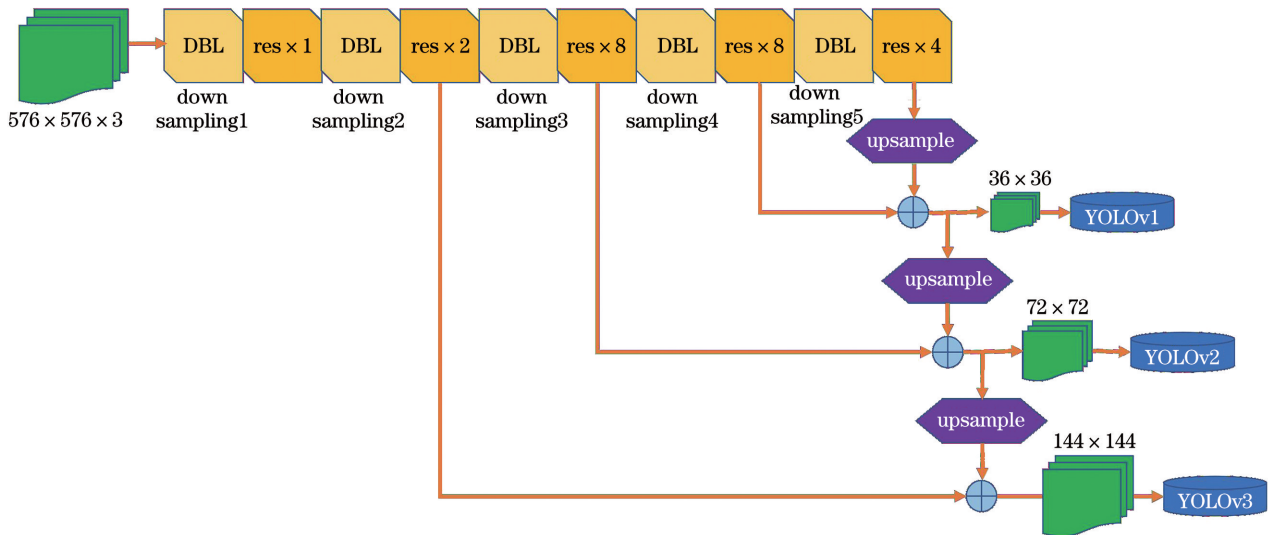 DBL
res × 1
DBL
res × 2
DBL
res × 8
DBL
res × 8
DBL
res × 4
576 × 576 × 3
down
sampling1
down
sampling2
down
sampling3
down
sampling4
down
sampling5
upsample
36 × 36
YOLOv1
upsample
72 × 72
YOLOv2
upsample
144 × 144
YOLOv3